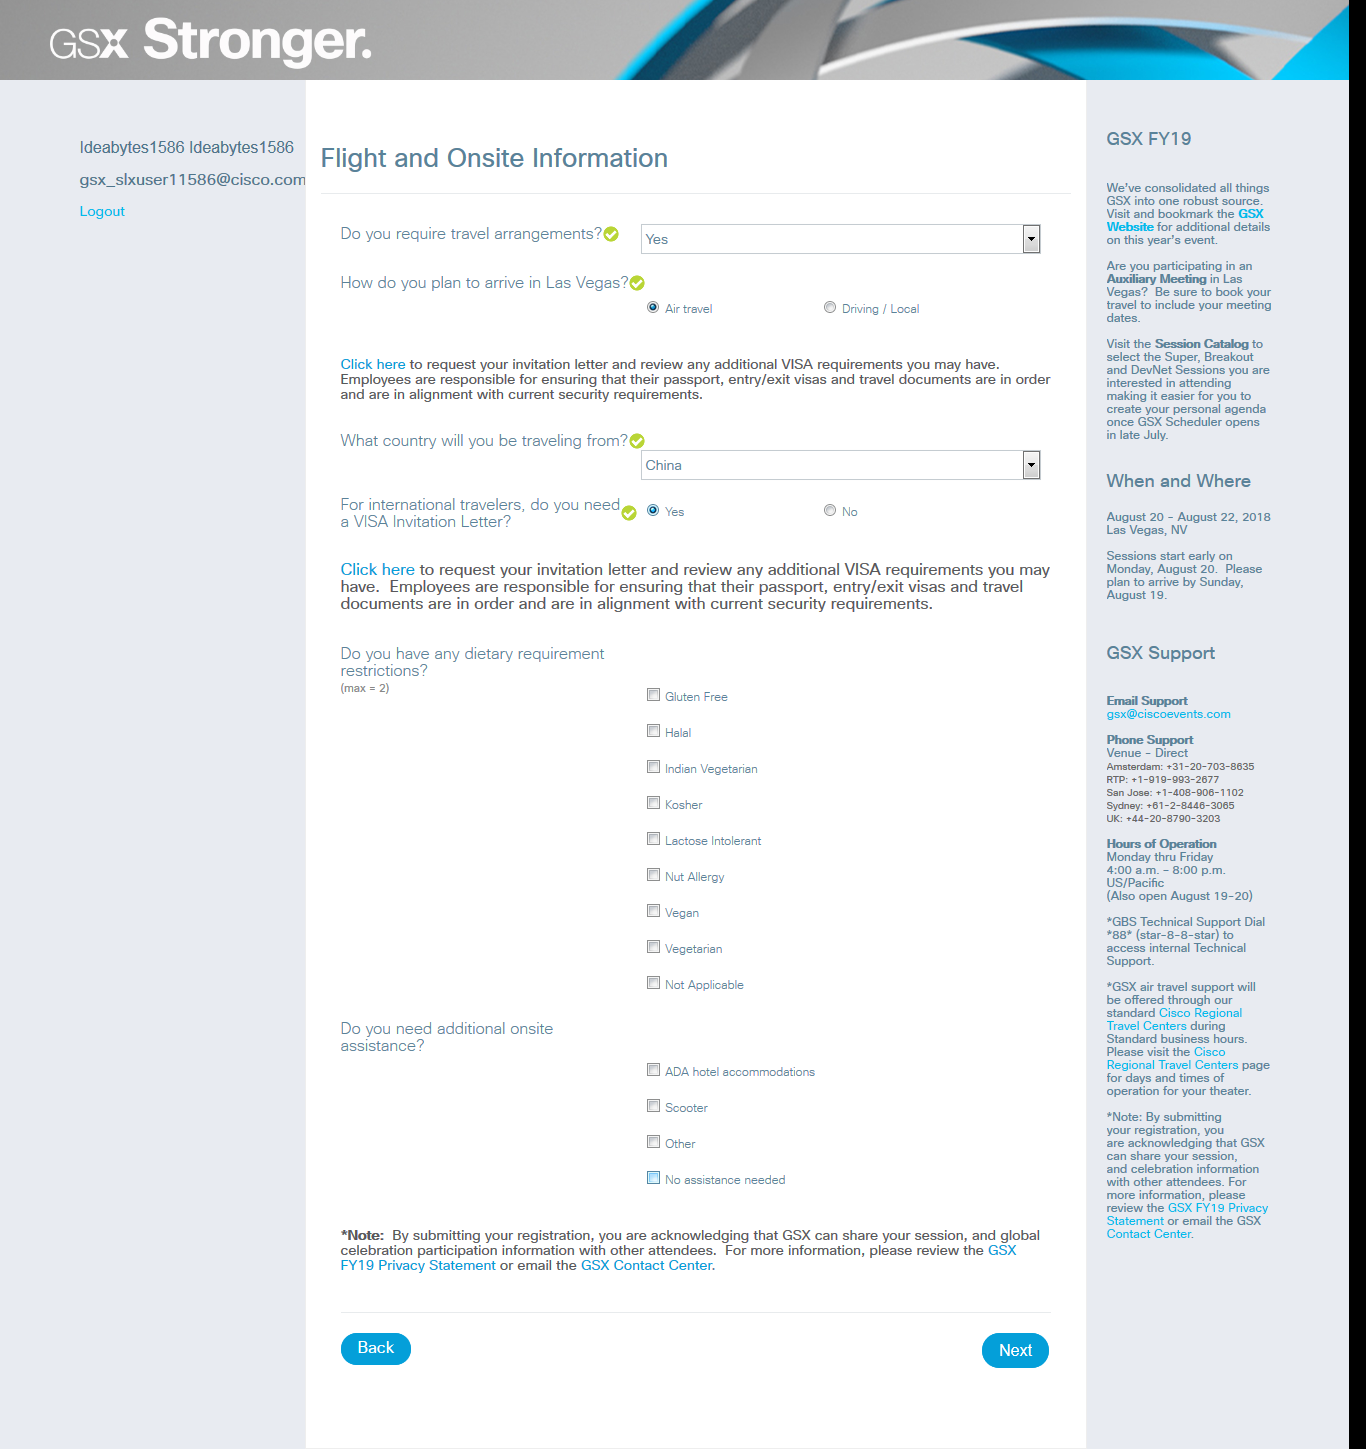 GSX Stronger.
Ideabytes1586 Ideabytes1586
gsx_slxuser11586@cisco.com
Logout
Flight and Onsite Information
Do you require travel arrangements?
Yes
How do you plan to arrive in Las Vegas?
Air travel
Driving / Local
Click here to request your invitation letter and review any additional VISA requirements you may have.
Employees are responsible for ensuring that their passport, entry/exit visas and travel documents are in order
and are in alignment with current security requirements.
What country will you be traveling from?
China
For international travelers, do you need
a VISA Invitation Letter?
Yes
No
Click here to request your invitation letter and review any additional VISA requirements you may
have.  Employees are responsible for ensuring that their passport, entry/exit visas and travel
documents are in order and are in alignment with current security requirements.
Do you have any dietary requirement
restrictions?
(max = 2)
Gluten Free
Halal
Indian Vegetarian
Kosher
Lactose Intolerant
Nut Allergy
Vegan
Vegetarian
Not Applicable
Do you need additional onsite
assistance?
ADA hotel accommodations
Scooter
Other
No assistance needed
*Note:  By submitting your registration, you are acknowledging that GSX can share your session, and global
celebration participation information with other attendees.  For more information, please review the GSX
FY19 Privacy Statement or email the GSX Contact Center.
Back
Next
GSX FY19
We've consolidated all things
GSX into one robust source.
Visit and bookmark the GSX
Website for additional details
on this year's event.
Are you participating in an
Auxiliary Meeting in Las
Vegas?  Be sure to book your
travel to include your meeting
dates.
Visit the Session Catalog to
select the Super, Breakout
and DevNet Sessions you are
interested in attending
making it easier for you to
create your personal agenda
once GSX Scheduler opens
in late July.
When and Where
August 20 - August 22, 2018
Las Vegas, NV
Sessions start early on
Monday, August 20.  Please
plan to arrive by Sunday,
August 19.
GSX Support
Email Support
gsx@ciscoevents.com
Phone Support
Venue - Direct
Amsterdam: +31-20-703-8635
RTP: +1-919-993-2677
San Jose: +1-408-906-1102
Sydney: +61-2-8446-3065
UK: +44-20-8790-3203
Hours of Operation
Monday thru Friday
4:00 a.m. - 8:00 p.m.
US/Pacific
(Also open August 19-20)
*GBS Technical Support Dial
*88* (star-8-8-star) to
access internal Technical
Support.
*GSX air travel support will
be offered through our
standard Cisco Regional
Travel Centers during
Standard business hours.
Please visit the Cisco
Regional Travel Centers page
for days and times of
operation for your theater.
*Note: By submitting
your registration, you
are acknowledging that GSX
can share your session,
and celebration information
with other attendees. For
more information, please
review the GSX FY19 Privacy
Statement or email the GSX
Contact Center.